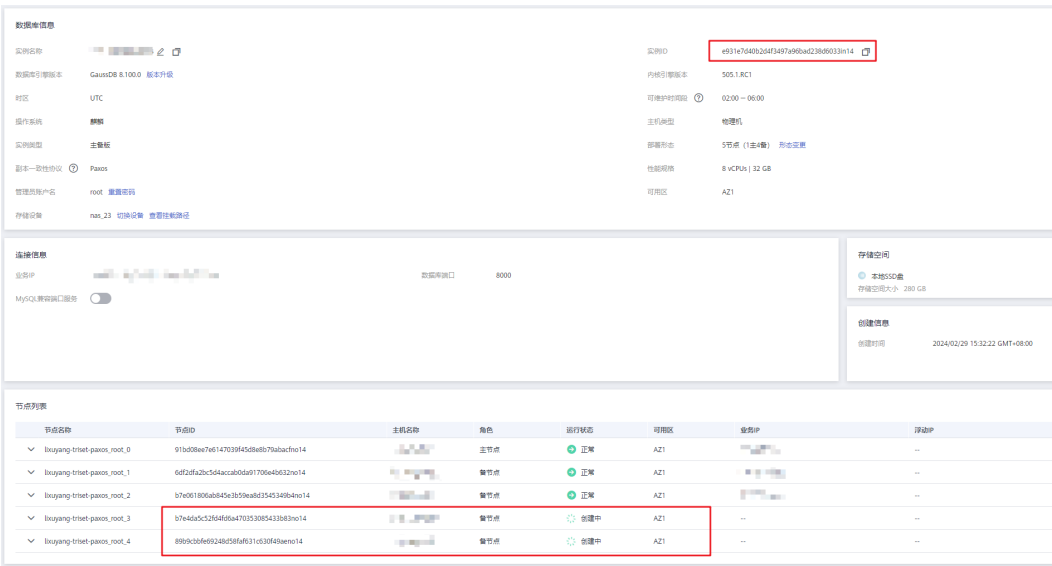 数据库信息
实例名称 实例ID e931e7d40b2d4f3497a96bad238d6033in14
数据库引擎版本 GaussDB 8.100.0 版本升级 内核引擎版本 505.1.RC1
时区 UTC 可维护时间段 ? 02:00 – 06:00
操作系统 麒麟 主机类型 物理机
实例类型 主备版 部署形态 5节点 (1主4备) 形态变更
副本一致性协议 ? Paxos 性能规格 8 vCPUs | 32 GB
管理员账户名 root 重置密码 可用区 AZ1
存储设备 nas_23 切换设备 查看挂载路径
连接信息 存储空间
业务IP 数据库端口 8000 本地SSD盘
存储空间大小 280 GB
MySQL兼容端口服务
创建信息
创建时间 2024/02/29 15:32:22 GMT+08:00
节点列表
节点名称 节点ID 主机名称 角色 运行状态 可用区 业务IP 浮动IP
lixuyang-triset-paxos_root_0 91bd08ee7e6147039f45d8e8b79abacfno14 主节点 正常 AZ1 --
lixuyang-triset-paxos_root_1 6df2dfa2bc5d4accab0da91706e4b632no14 备节点 正常 AZ1 --
lixuyang-triset-paxos_root_2 b7e061806ab845e3b59ea8d3545349b4no14 备节点 正常 AZ1 --
lixuyang-triset-paxos_root_3 b7e4da5c52fd4fd6a470353085433b83no14 备节点 创建中 AZ1 -- --
lixuyang-triset-paxos_root_4 89b9cbbfe69248d58faf631c630f49aeno14 备节点 创建中 AZ1 -- --